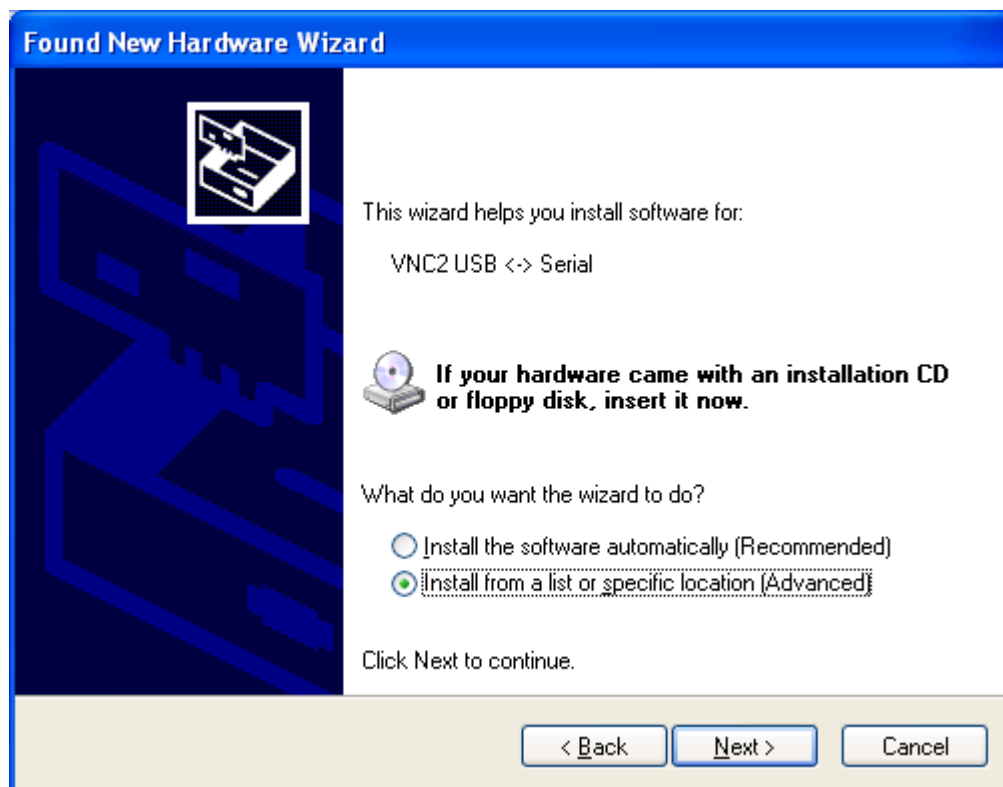 Found New Hardware Wizard
This wizard helps you install software for:
VNC2 USB <-> Serial
If your hardware came with an installation CD
or floppy disk, insert it now.
What do you want the wizard to do?
Install the software automatically (Recommended)
Install from a list or specific location (Advanced)
Click Next to continue.
< Back
Next >
Cancel